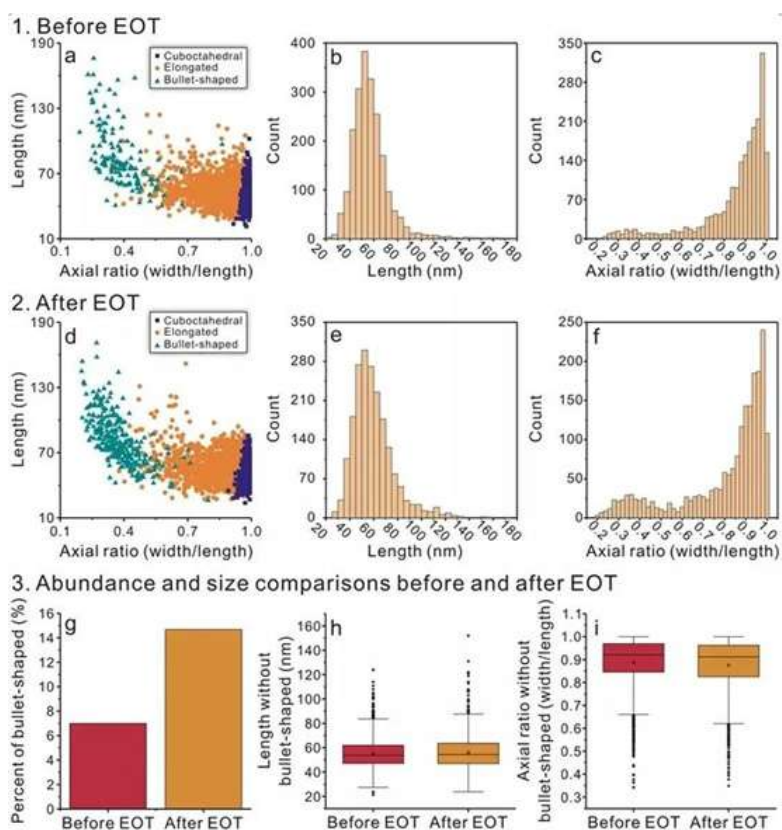 1. Before EOT
a
Cuboctahedral
Elongated
Bullet-shaped
Length (nm)
190
130
70
10
0.1 0.4 0.7 1.0
Axial ratio (width/length)
b
Count
400
300
200
100
0
20 40 60 80 100 120 140 160 180
Length (nm)
c
Count
350
280
210
140
70
0
0.2 0.3 0.4 0.5 0.6 0.7 0.8 0.9 1.0
Axial ratio (width/length)
2. After EOT
d
Cuboctahedral
Elongated
Bullet-shaped
Length (nm)
190
130
70
10
0.1 0.4 0.7 1.0
Axial ratio (width/length)
e
Count
350
280
210
140
70
0
20 40 60 80 100 120 140 160 180
Length (nm)
f
Count
250
200
150
100
50
0
0.2 0.3 0.4 0.5 0.6 0.7 0.8 0.9 1.0
Axial ratio (width/length)
3. Abundance and size comparisons before and after EOT
g
Percent of bullet-shaped (%)
16
14
12
10
8
6
4
2
0
Before EOT After EOT
h
Length without
bullet-shaped (nm)
160
140
120
100
80
60
40
20
Before EOT After EOT
i
Axial ratio without
bullet-shaped (width/length)
1.1
1.0
0.9
0.8
0.7
0.6
0.5
0.4
0.3
Before EOT After EOT